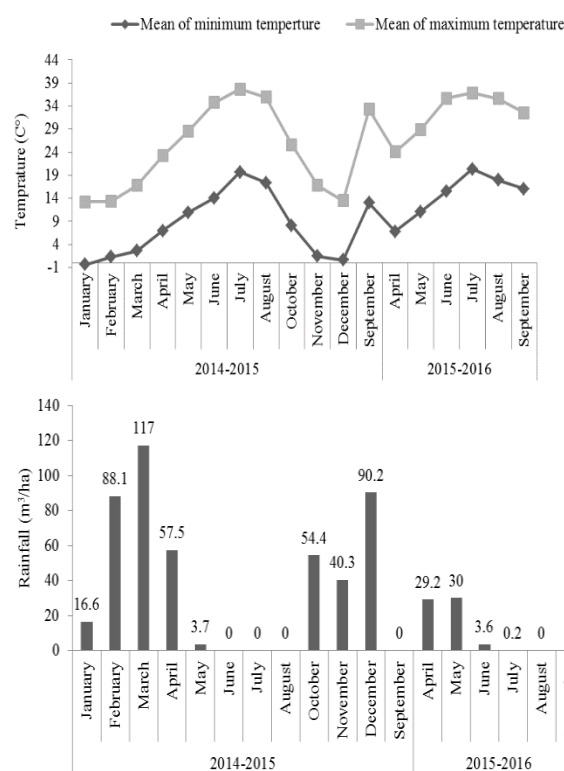 Mean of minimum temperture Mean of maximum temperature
Temprature (C°)
44
39
34
29
24
19
14
9
4
-1
January
February
March
April
May
June
July
August
October
November
December
September
April
May
June
July
August
September
2014-2015 2015-2016
Rainfall (m³/ha)
140
120
100
80
60
40
20
0
16.6
88.1
117
57.5
3.7
0
0
0
54.4
40.3
90.2
0
29.2
30
3.6
0.2
0
January
February
March
April
May
June
July
August
October
November
December
September
April
May
June
July
August
2014-2015 2015-2016